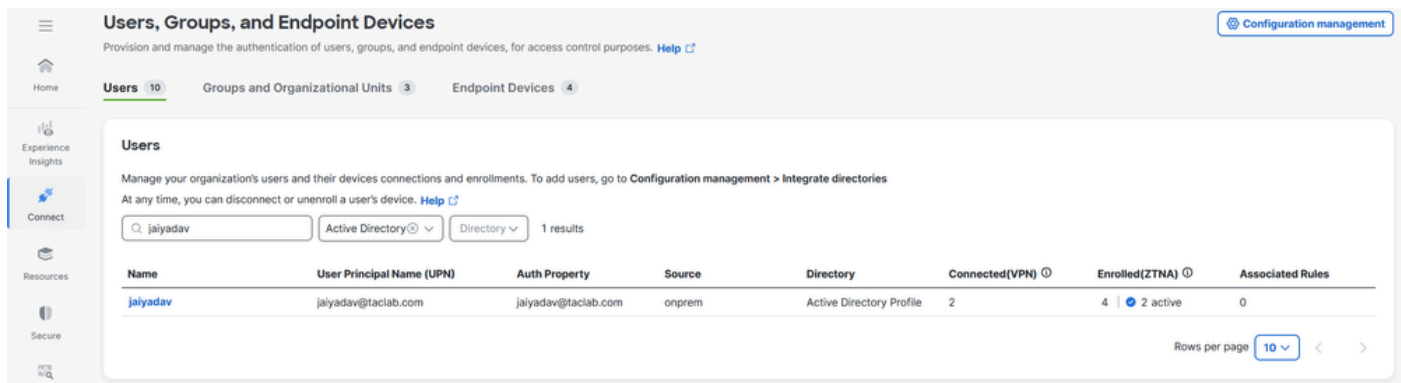 Users, Groups, and Endpoint Devices
Configuration management
Provision and manage the authentication of users, groups, and endpoint devices, for access control purposes. Help
Home
Users 10 Groups and Organizational Units 3 Endpoint Devices 4
Experience
Insights
Users
Manage your organization's users and their devices connections and enrollments. To add users, go to Configuration management > Integrate directories
At any time, you can disconnect or unenroll a user's device. Help
Connect
jaiyadav Active Directory Directory 1 results
Resources
Name User Principal Name (UPN) Auth Property Source Directory Connected(VPN) Enrolled(ZTNA) Associated Rules
jaiyadav jaiyadav@taclab.com jaiyadav@taclab.com onprem Active Directory Profile 2 4 2 active 0
Secure
Rows per page 10